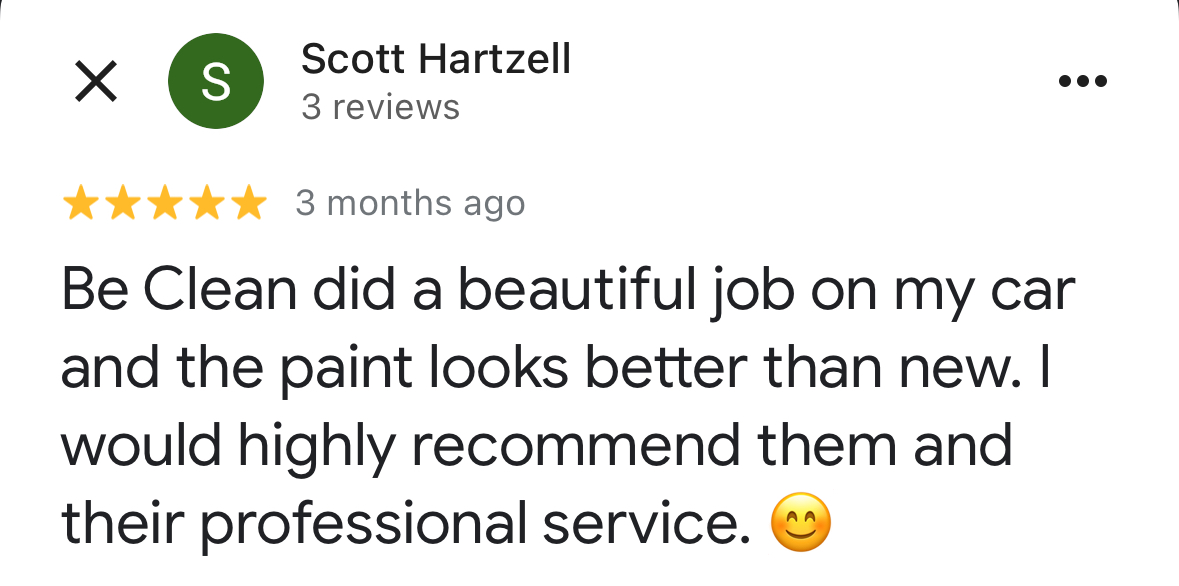 S
Scott Hartzell
3 reviews
3 months ago
Be Clean did a beautiful job on my car
and the paint looks better than new. I
would highly recommend them and
their professional service. 😊